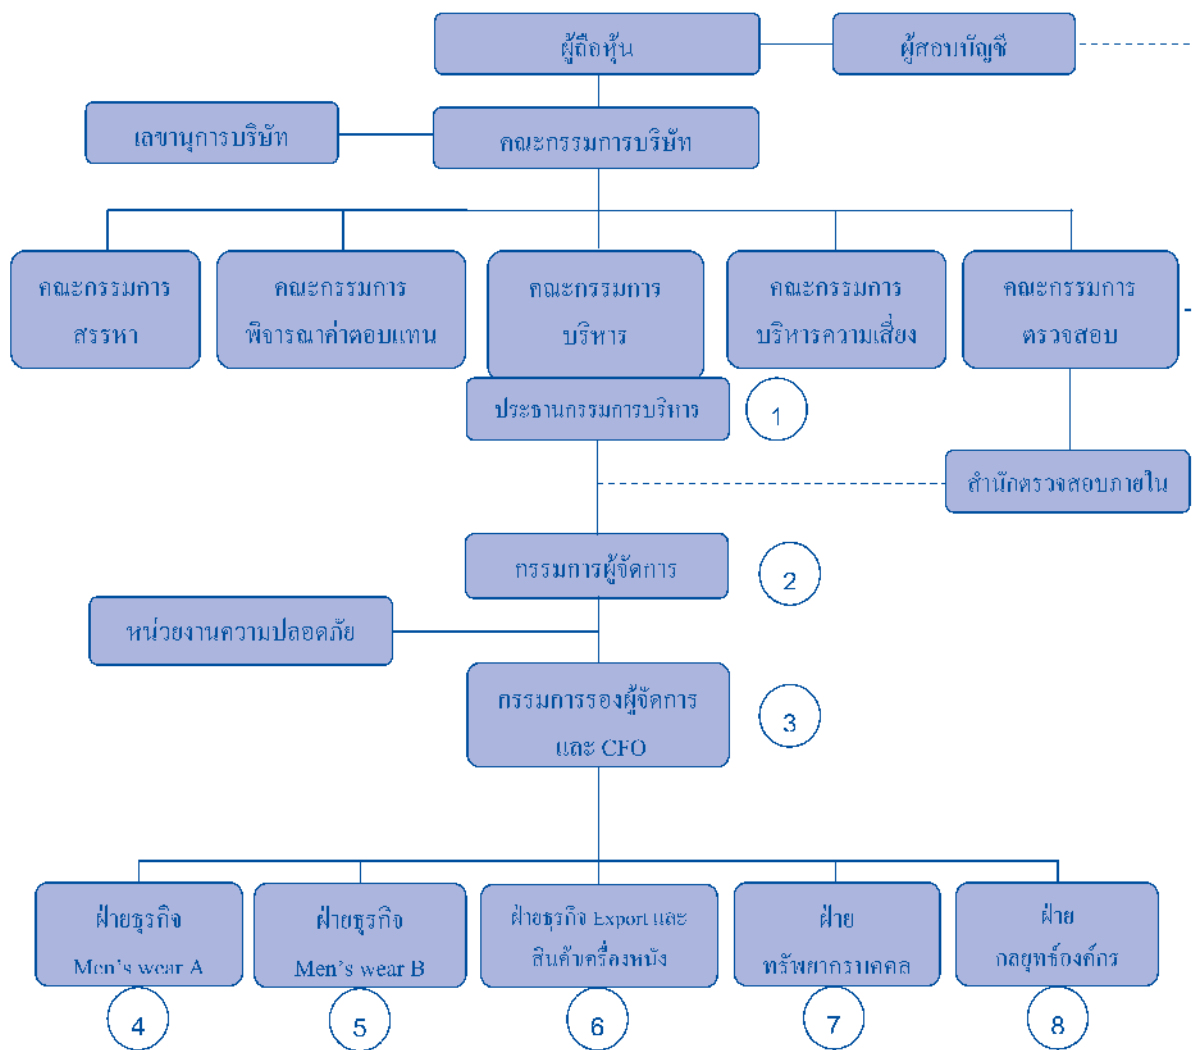 ผู้ถือหุ้น
ผู้สอบบัญชี
เลขานุการบริษัท
คณะกรรมการบริษัท
คณะกรรมการ
สรรหา
คณะกรรมการ
พิจารณาค่าตอบแทน
คณะกรรมการ
บริหาร
คณะกรรมการ
บริหารความเสี่ยง
คณะกรรมการ
ตรวจสอบ
ประธานกรรมการบริหาร
1
สำนักตรวจสอบภายใน
กรรมการผู้จัดการ
2
หน่วยงานความปลอดภัย
กรรมการรองผู้จัดการ
และ CFO
3
ฝ่ายธุรกิจ
Men's wear A
ฝ่ายธุรกิจ
Men's wear B
ฝ่ายธุรกิจ Export และ
สินค้าเครื่องหนัง
ฝ่าย
ทรัพยากรบุคคล
ฝ่าย
กลยุทธ์องค์กร
4
5
6
7
8